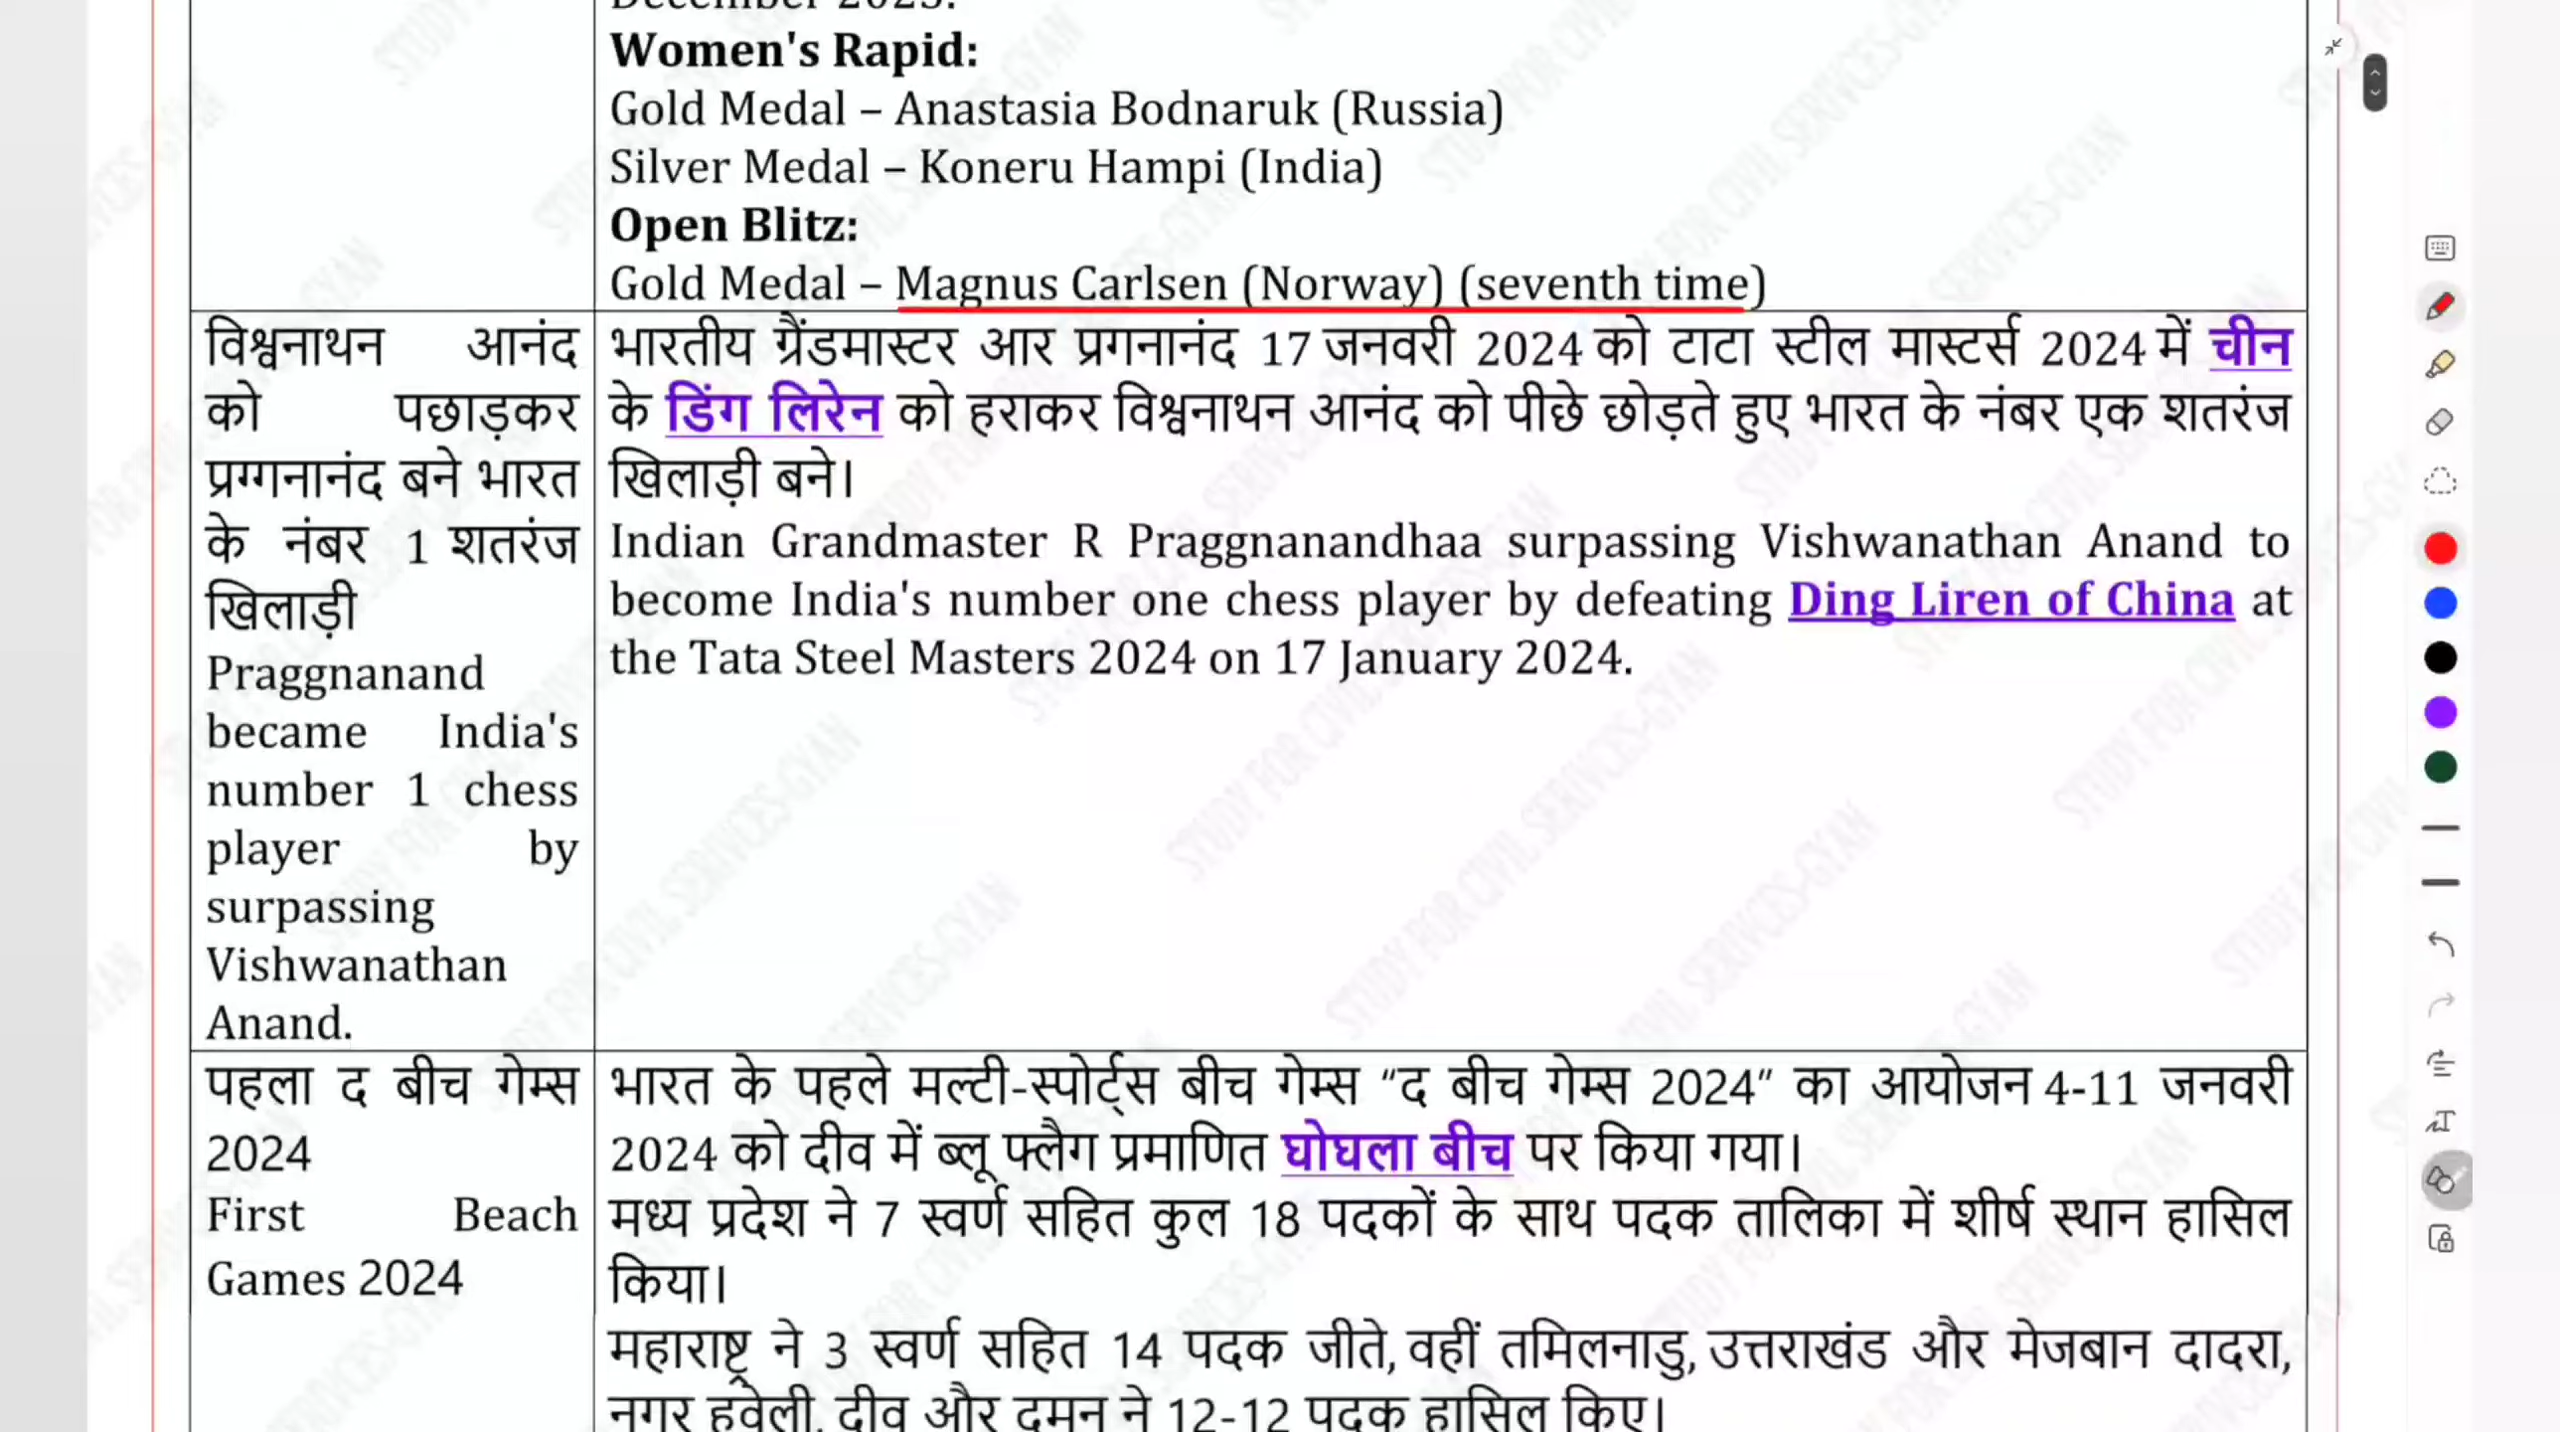 December 2023.
Women's Rapid:
Gold Medal – Anastasia Bodnaruk (Russia)
Silver Medal – Koneru Hampi (India)
Open Blitz:
Gold Medal – Magnus Carlsen (Norway) (seventh time)
विश्वनाथन आनंद
को पछाड़कर
प्रग्गनानंद बने भारत
के नंबर 1 शतरंज
खिलाड़ी
Praggnanand
became India's
number 1 chess
player by
surpassing
Vishwanathan
Anand.
भारतीय ग्रैंडमास्टर आर प्रगनानंद 17 जनवरी 2024 को टाटा स्टील मास्टर्स 2024 में चीन
के डिंग लिरेन को हराकर विश्वनाथन आनंद को पीछे छोड़ते हुए भारत के नंबर एक शतरंज
खिलाड़ी बने।
Indian Grandmaster R Praggnanandhaa surpassing Vishwanathan Anand to
become India's number one chess player by defeating Ding Liren of China at
the Tata Steel Masters 2024 on 17 January 2024.
पहला द बीच गेम्स
2024
First Beach
Games 2024
भारत के पहले मल्टी-स्पोर्ट्स बीच गेम्स “द बीच गेम्स 2024” का आयोजन 4-11 जनवरी
2024 को दीव में ब्लू फ्लैग प्रमाणित घोघला बीच पर किया गया।
मध्य प्रदेश ने 7 स्वर्ण सहित कुल 18 पदकों के साथ पदक तालिका में शीर्ष स्थान हासिल
किया।
महाराष्ट्र ने 3 स्वर्ण सहित 14 पदक जीते, वहीं तमिलनाडु, उत्तराखंड और मेजबान दादरा,
नगर हवेली, दीव और दमन ने 12-12 पदक हासिल किए।
STUDY FOR CIVIL SERIVCES-GYAN